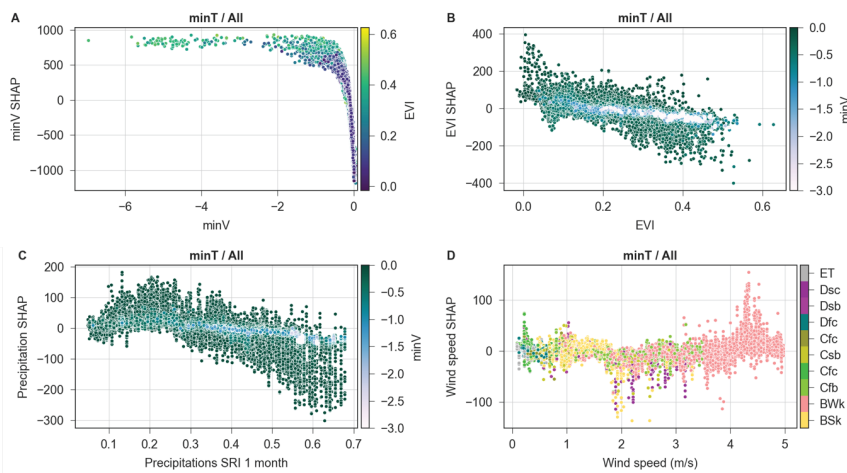 A
minT / All
1000
500
0
−500
−1000
−6
−4
−2
0
minV
minV SHAP
0.6
0.4
0.2
0.0
EVI
B
minT / All
400
200
0
−200
−400
0.0
0.2
0.4
0.6
EVI
EVI SHAP
0.0
−0.5
−1.0
−1.5
−2.0
−2.5
−3.0
minV
C
minT / All
200
100
0
−100
−200
−300
0.1
0.2
0.3
0.4
0.5
0.6
0.7
Precipitations SRI 1 month
Precipitation SHAP
0.0
−0.5
−1.0
−1.5
−2.0
−2.5
−3.0
minV
D
minT / All
100
0
−100
0
1
2
3
4
5
Wind speed (m/s)
Wind speed SHAP
ET
Dsc
Dsb
Dfc
Cfc
Csb
Cfc
Cfb
BWk
BSk